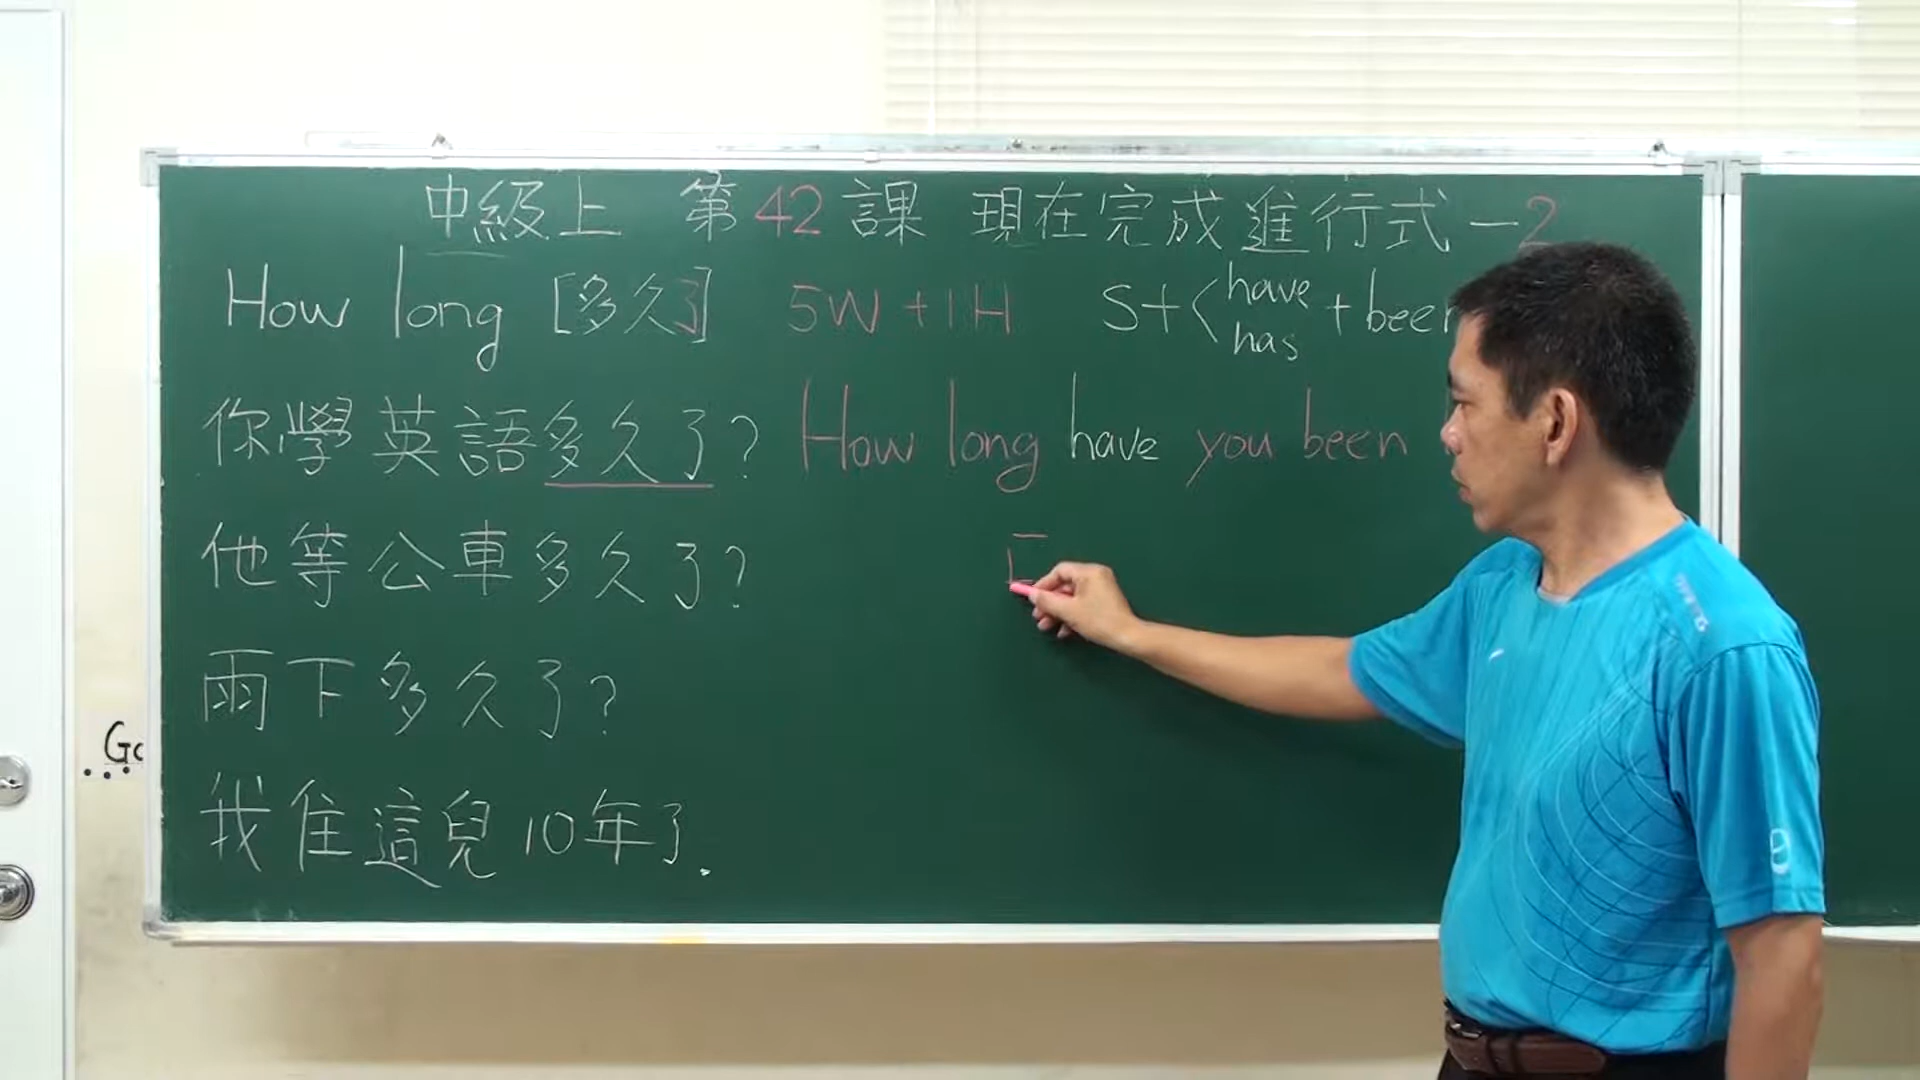 中級上 第42課 現在完成進行式-2
How long [多久了] 5W+1H S+<have has + been
你學英語多久了? How long have you been
他等公車多久了? E
雨下多久了?
我住這兒10年了.
Go